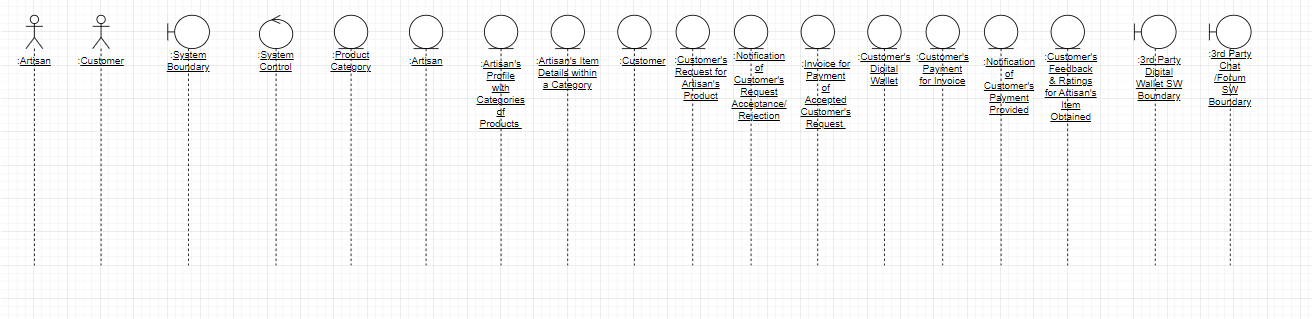 :Artisan
:Customer
:System
Boundary
:System
Control
:Product
Category
:Artisan
:Artisan's
Profile
with
Categories
of
Products
:Artisan's Item
Details within
a Category
:Customer
:Customer's
Request for
Artisan's
Product
:Notification
of
Customer's
Request
Acceptance/
Rejection
:Invoice for
Payment
of
Accepted
Customer's
Request
:Customer's
Digital
Wallet
:Customer's
Payment
for Invoice
:Notification
of
Customer's
Payment
Provided
:Customer's
Feedback
& Ratings
for Artisan's
Item
Obtained
:3rd Party
Digital
Wallet SW
Boundary
:3rd Party
Chat
/Forum
SW
Boundary